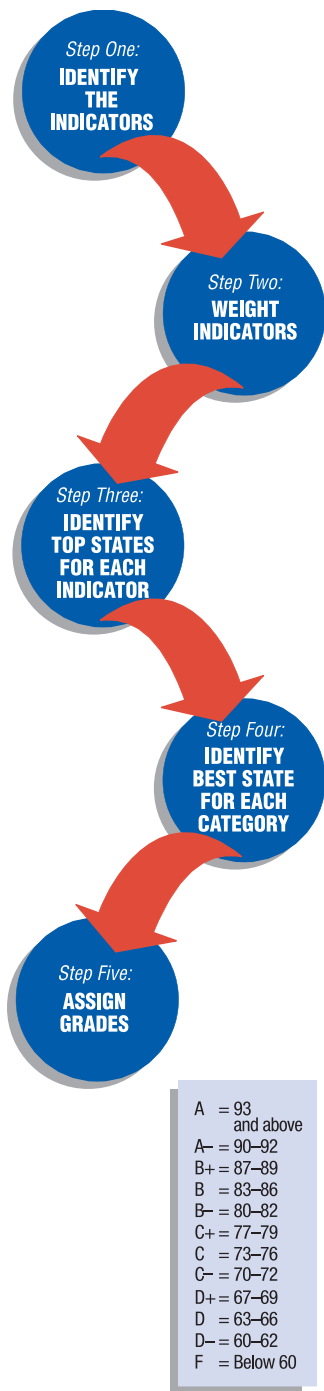 Step One:
IDENTIFY
THE
INDICATORS
Step Two:
WEIGHT
INDICATORS
Step Three:
IDENTIFY
TOP STATES
FOR EACH
INDICATOR
Step Four:
IDENTIFY
BEST STATE
FOR EACH
CATEGORY
Step Five:
ASSIGN
GRADES
A = 93
and above
A– = 90–92
B+ = 87–89
B = 83–86
B– = 80–82
C+ = 77–79
C = 73–76
C– = 70–72
D+ = 67–69
D = 63–66
D– = 60–62
F = Below 60